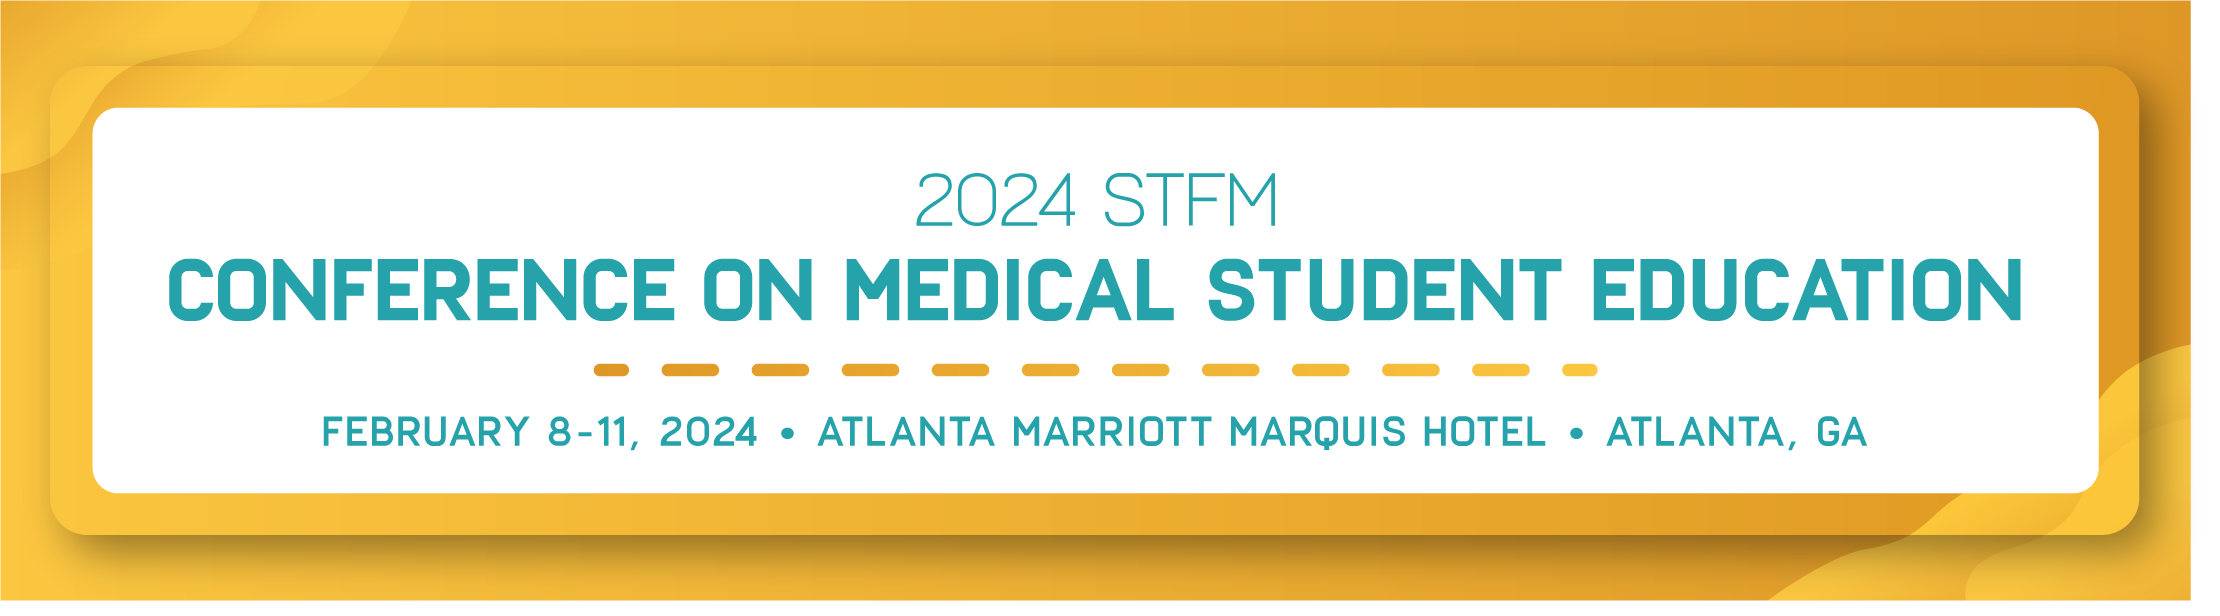 2024 STFM
CONFERENCE ON MEDICAL STUDENT EDUCATION
FEBRUARY 8-11, 2024 • ATLANTA MARRIOTT MARQUIS HOTEL • ATLANTA, GA